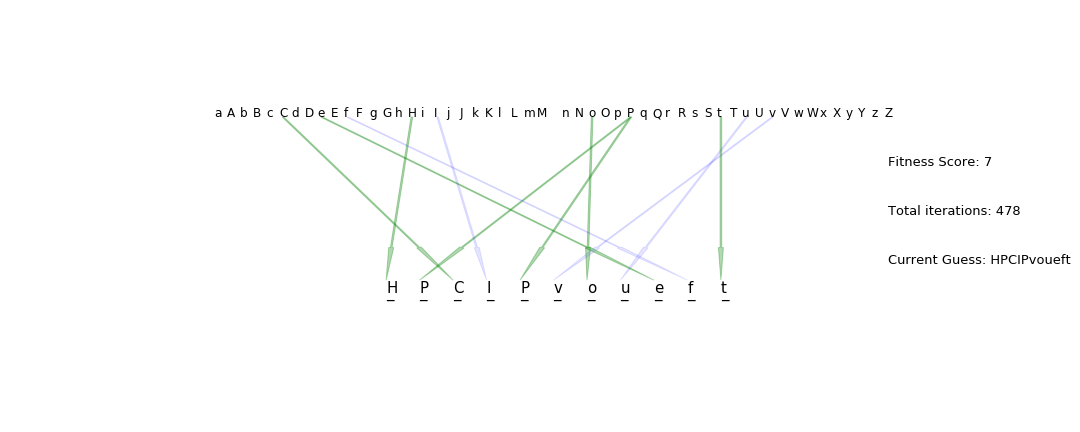 a A b B c C d D e E f F g G h H i I j J k K l L m M n N o O p P q Q r R s S t T u U v V w W x X y Y z Z
Fitness Score: 7
Total iterations: 478
Current Guess: HPCIPvoueft
H P C I P v o u e f t